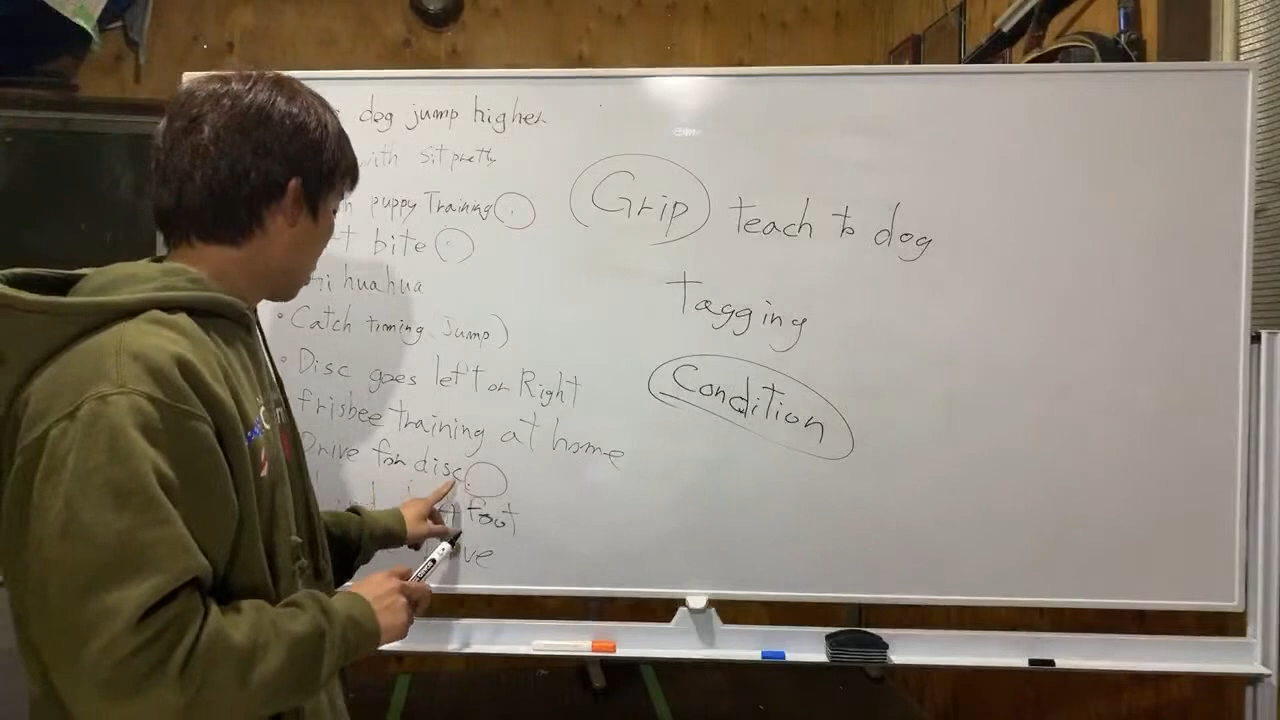 dog jump higher
with sit pretty
puppy Training
bite
huahua
• Catch timing jump)
• Disc goes left or Right
frisbee training at home
Drive for disc
4 foot
Grip teach to dog
tagging
Condition